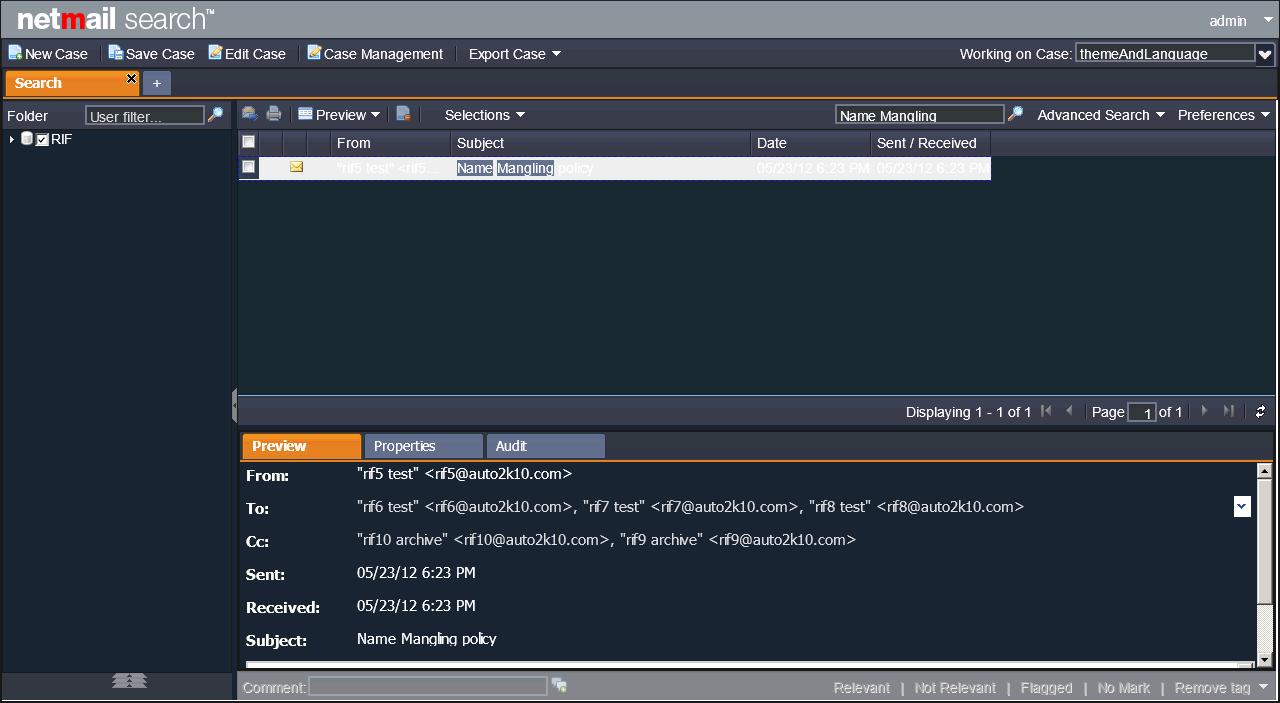 netmail search™
admin
New Case Save Case Edit Case Case Management Export Case Working on Case: themeAndLanguage
Search +
Folder User filter... Preview Selections Name Mangling Advanced Search Preferences
RIF
From Subject Date Sent / Received
"rif5 test" <rif5... Name Mangling policy 05/23/12 6:23 PM 05/23/12 6:23 PM
Displaying 1 - 1 of 1 Page 1 of 1
Preview Properties Audit
From: "rif5 test" <rif5@auto2k10.com>
To: "rif6 test" <rif6@auto2k10.com>, "rif7 test" <rif7@auto2k10.com>, "rif8 test" <rif8@auto2k10.com>
Cc: "rif10 archive" <rif10@auto2k10.com>, "rif9 archive" <rif9@auto2k10.com>
Sent: 05/23/12 6:23 PM
Received: 05/23/12 6:23 PM
Subject: Name Mangling policy
Comment: Relevant | Not Relevant | Flagged | No Mark | Remove tag